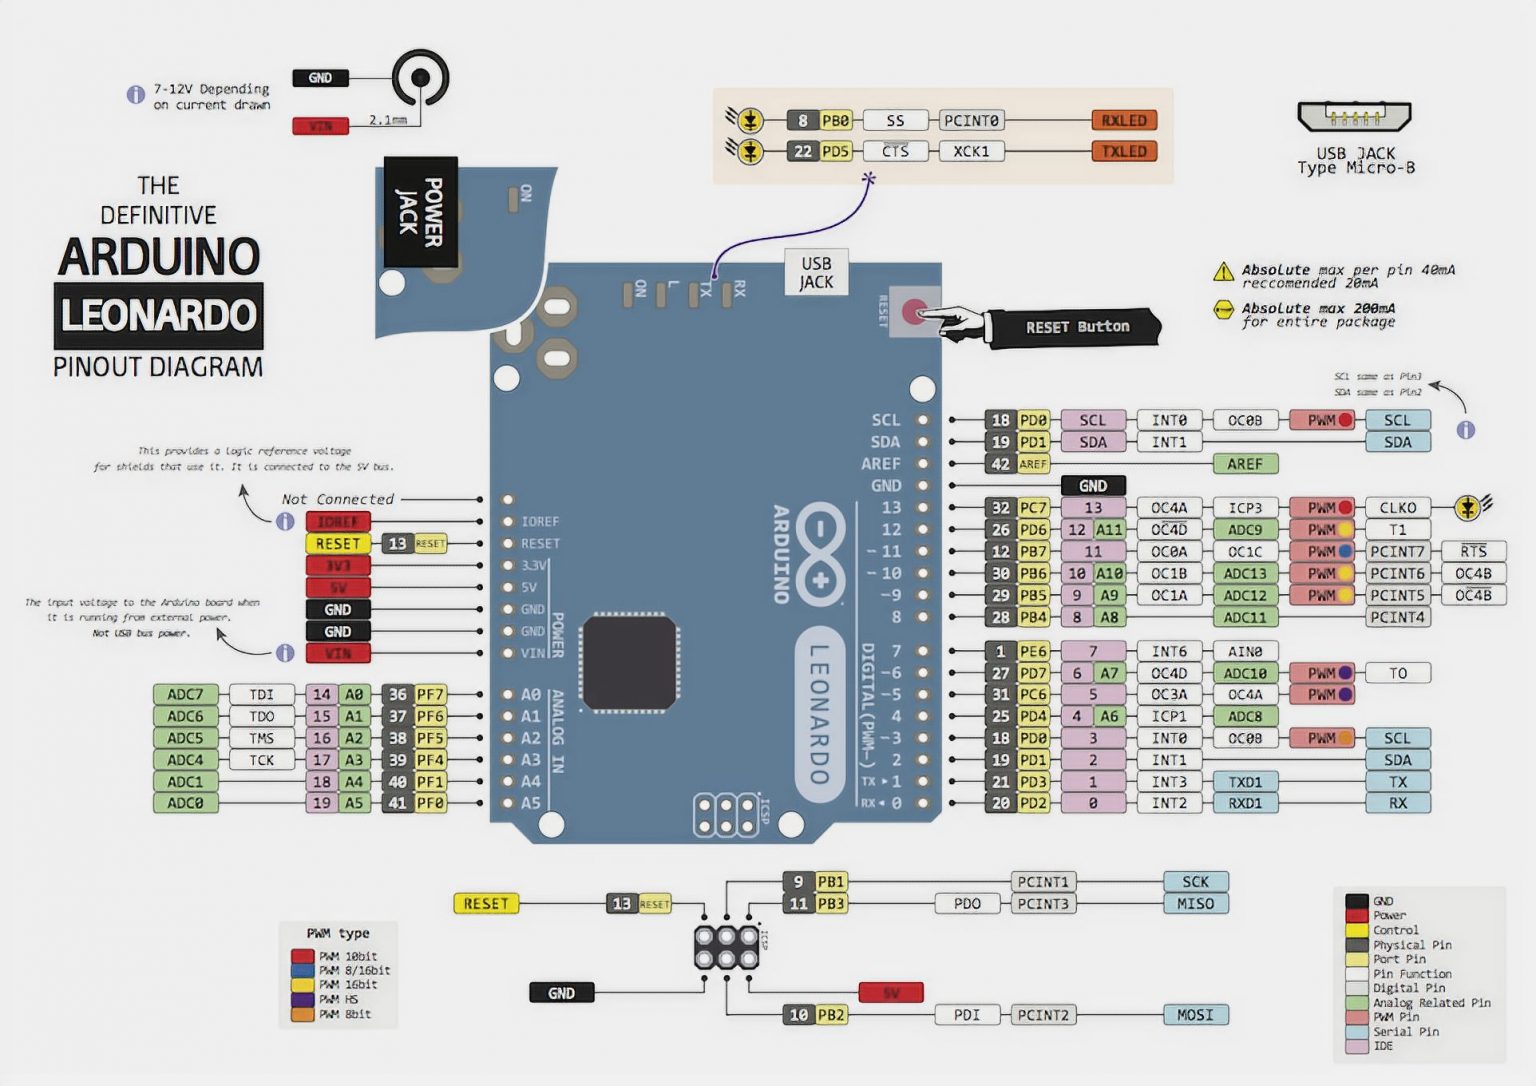 7-12V Depending
on current drawn
GND
VIN
2.1mm
POWER
JACK
ON
THE
DEFINITIVE
ARDUINO
LEONARDO
PINOUT DIAGRAM
8 PB0 SS PCINT0 RXLED
22 PD5 CTS XCK1 TXLED
USB JACK
Type Micro-B
USB
JACK
ON L TX RX
RESET
RESET Button
Absolute max per pin 40mA
reccomended 20mA
Absolute max 200mA
for entire package
SCL same as Pin3
SDA same as Pin2
This provides a logic reference voltage
for shields that use it. It is connected to the 5V bus.
Not Connected
IOREF IOREF
RESET 13 RESET RESET
3V3 3.3V
5V 5V
GND GND
GND GND
VIN VIN
POWER
The input voltage to the Arduino board when
it is running from external power.
Not USB bus power.
ADC7 TDI 14 A0 36 PF7 A0
ADC6 TDO 15 A1 37 PF6 A1
ADC5 TMS 16 A2 38 PF5 A2
ADC4 TCK 17 A3 39 PF4 A3
ADC1 18 A4 40 PF1 A4
ADC0 19 A5 41 PF0 A5
ANALOG IN
ARDUINO
LEONARDO
DIGITAL(PWM~)
ICSP
SCL 18 PD0 SCL INT0 OC0B PWM SCL
SDA 19 PD1 SDA INT1 SDA
AREF 42 AREF AREF
GND GND
13 32 PC7 13 OC4A ICP3 PWM CLKO
12 26 PD6 12 A11 OC4D ADC9 PWM T1
~11 12 PB7 11 OC0A OC1C PWM PCINT7 RTS
~10 30 PB6 10 A10 OC1B ADC13 PWM PCINT6 OC4B
~9 29 PB5 9 A9 OC1A ADC12 PWM PCINT5 OC4B
8 28 PB4 8 A8 ADC11 PCINT4
7 1 PE6 7 INT6 AIN0
~6 27 PD7 6 A7 OC4D ADC10 PWM TO
~5 31 PC6 5 OC3A OC4A PWM
4 25 PD4 4 A6 ICP1 ADC8
~3 18 PD0 3 INT0 OC0B PWM SCL
2 19 PD1 2 INT1 SDA
TX ▸ 1 21 PD3 1 INT3 TXD1 TX
RX ◂ 0 20 PD2 0 INT2 RXD1 RX
9 PB1 PCINT1 SCK
RESET 13 RESET 11 PB3 PDO PCINT3 MISO
ICSP
GND 5V
10 PB2 PDI PCINT2 MOSI
PWM type
PWM 10bit
PWM 8/16bit
PWM 16bit
PWM HS
PWM 8bit
GND
Power
Control
Physical Pin
Port Pin
Pin Function
Digital Pin
Analog Related Pin
PWM Pin
Serial Pin
IDE